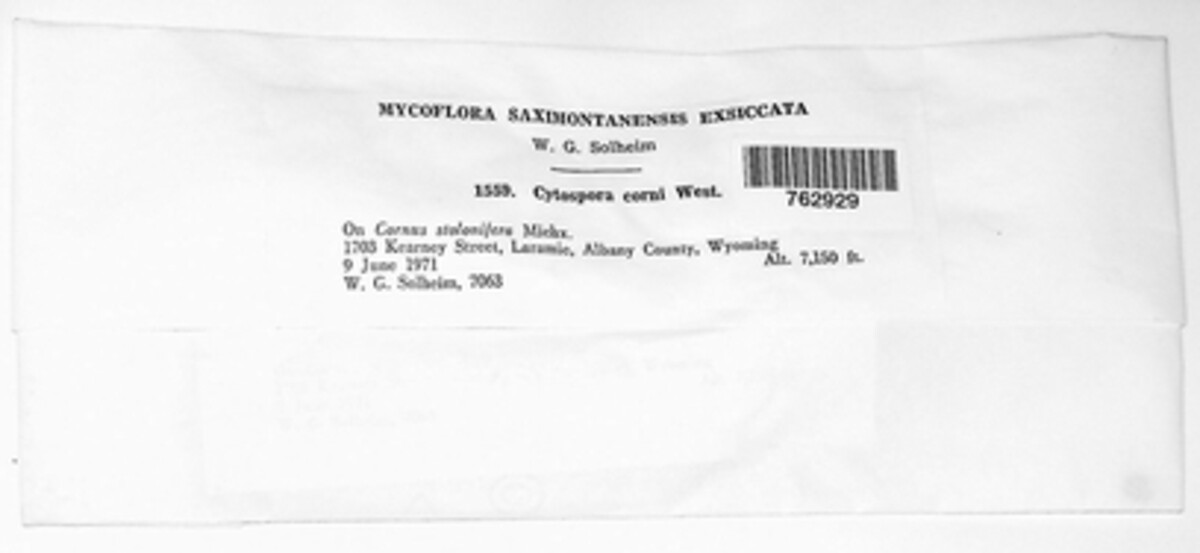 MYCOFLORA SAXIMONTANENSIS EXSICCATA
W. G. Solheim
1559. Cytospora corni West.
762929
On Cornus stolonifera Michx.
1703 Kearney Street, Laramie, Albany County, Wyoming
Alt. 7,150 ft.
9 June 1971
W. G. Solheim, 7063